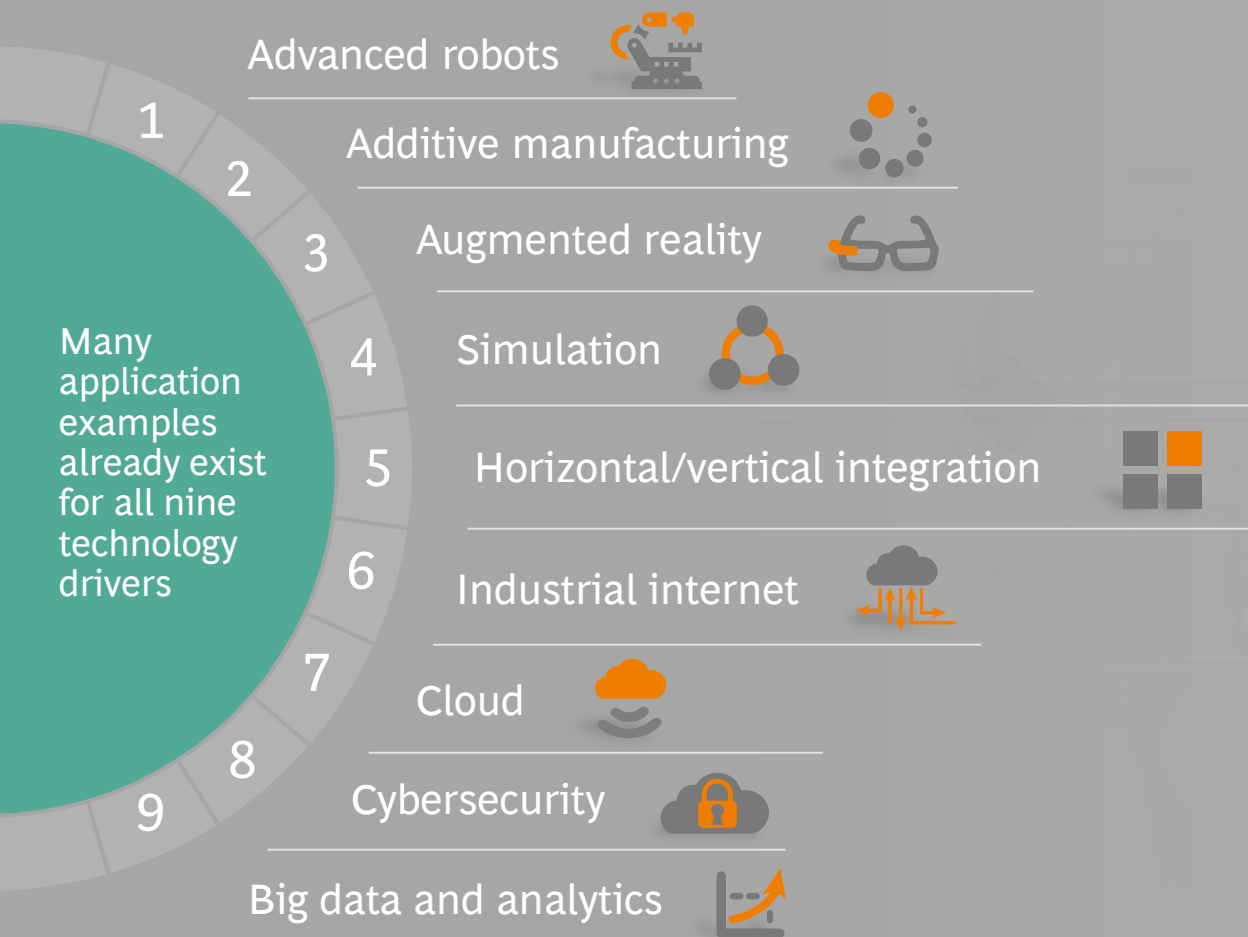 1 Advanced robots
2 Additive manufacturing
3 Augmented reality
4 Simulation
5 Horizontal/vertical integration
6 Industrial internet
7 Cloud
8 Cybersecurity
9 Big data and analytics
Many
application
examples
already exist
for all nine
technology
drivers